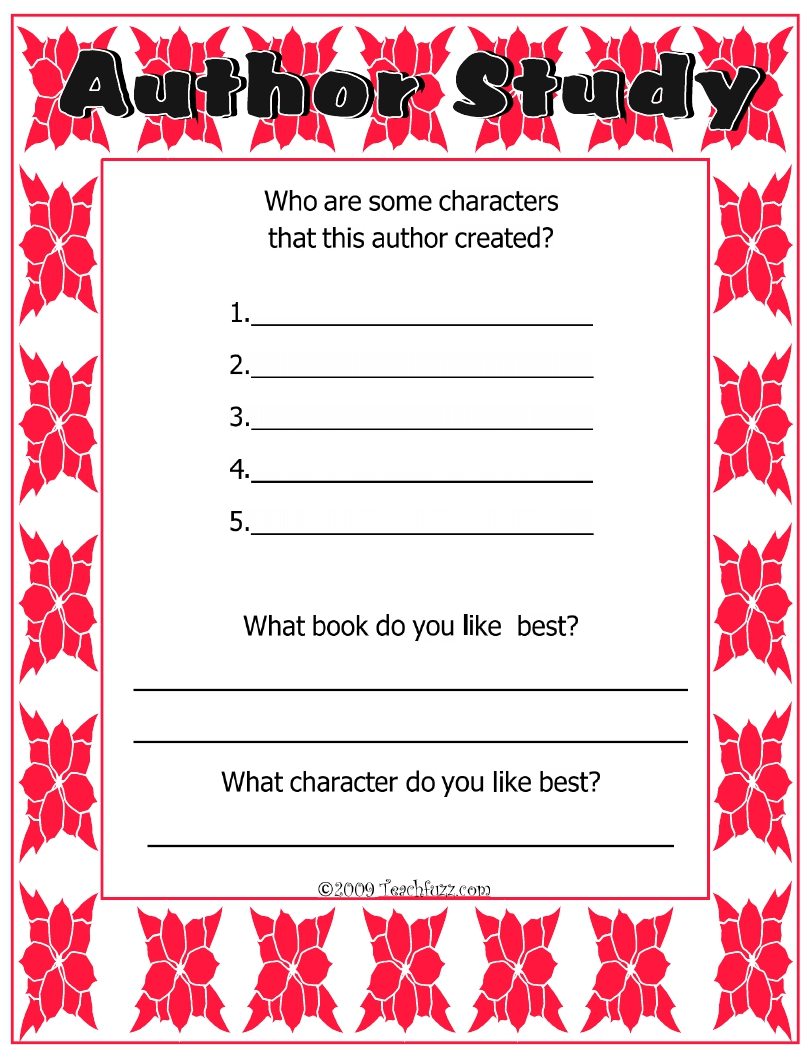 Author Study
Who are some characters
that this author created?
1.
2.
3.
4.
5.
What book do you like best?
What character do you like best?
©2009 Teachfuzz.com